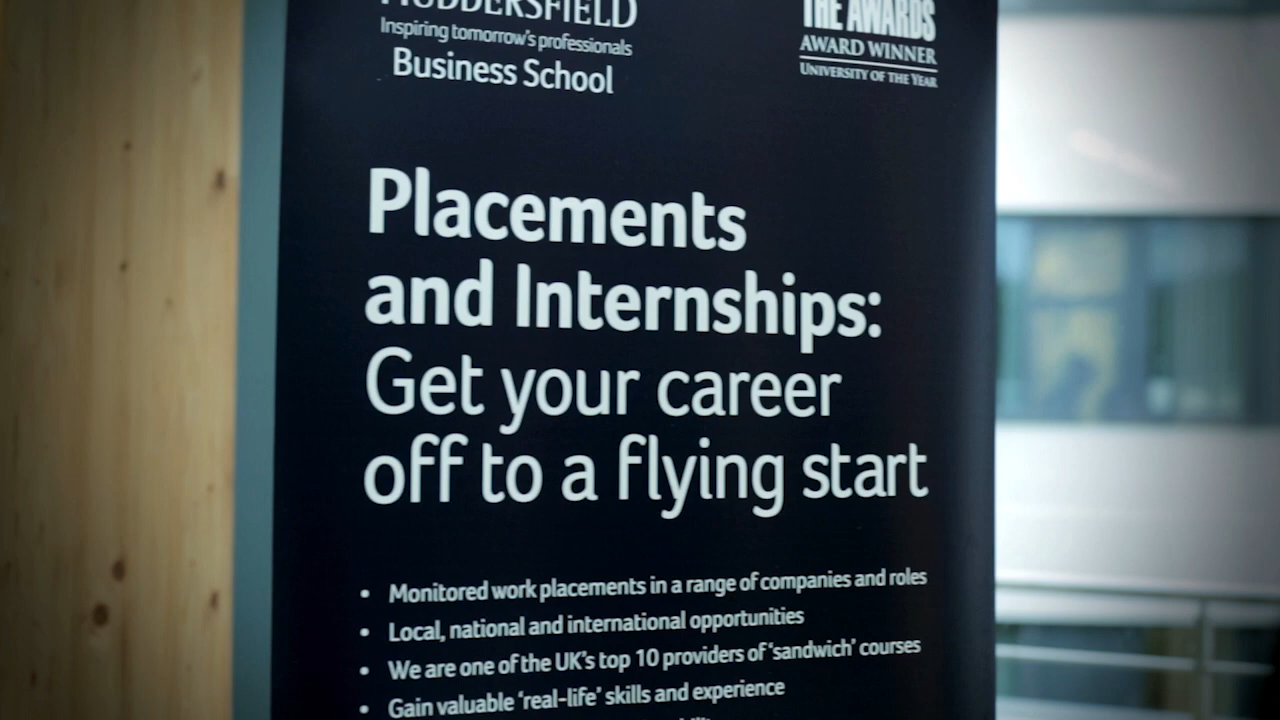 HUDDERSFIELD
Inspiring tomorrow's professionals
Business School
THE AWARDS
AWARD WINNER
UNIVERSITY OF THE YEAR
Placements
and Internships:
Get your career
off to a flying start
• Monitored work placements in a range of companies and roles
• Local, national and international opportunities
• We are one of the UK's top 10 providers of 'sandwich' courses
• Gain valuable 'real-life' skills and experience